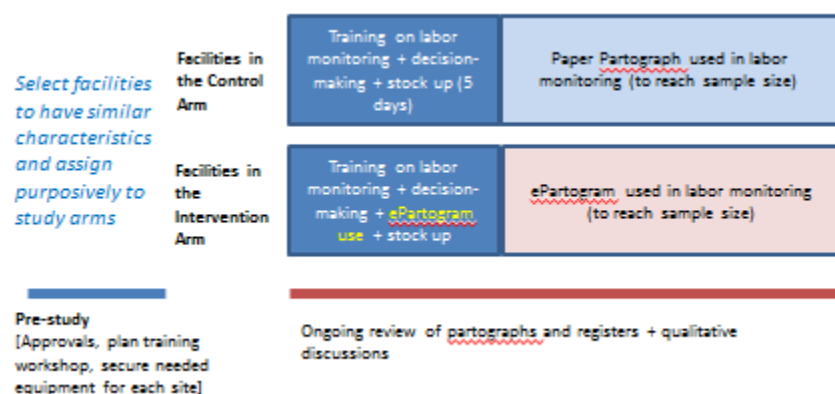 Select facilities
to have similar
characteristics
and assign
purposively to
study arms
Facilities in
the Control
Arm
Training on labor
monitoring + decision-
making + stock up (5
days)
Paper Partograph used in labor
monitoring (to reach sample size)
Facilities in
the
Intervention
Arm
Training on labor
monitoring + decision-
making + ePartogram
use + stock up
ePartogram used in labor monitoring
(to reach sample size)
Pre-study
[Approvals, plan training
workshop, secure needed
equipment for each site]
Ongoing review of partographs and registers + qualitative
discussions